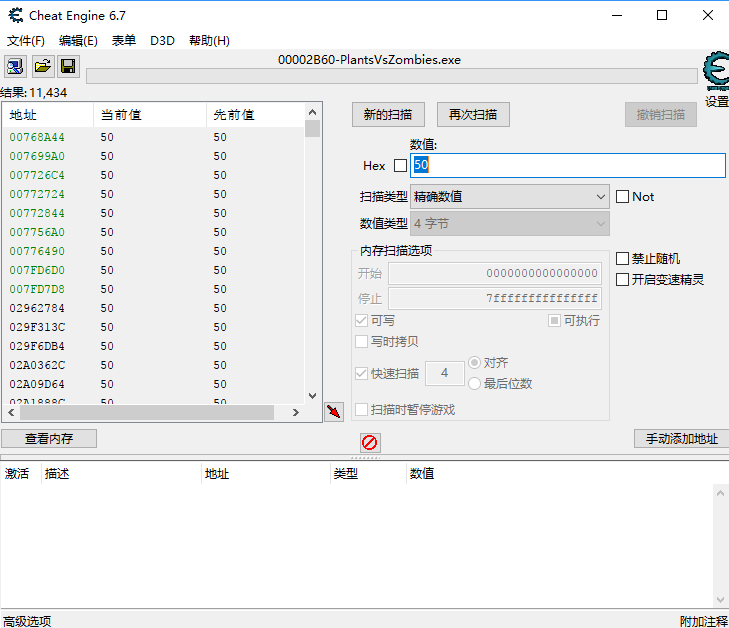 Cheat Engine 6.7
文件(F) 编辑(E) 表单 D3D 帮助(H)
00002B60-PlantsVsZombies.exe
结果: 11,434
设置
地址 当前值 先前值
00768A44 50 50
007699A0 50 50
007726C4 50 50
00772724 50 50
00772844 50 50
007756A0 50 50
00776490 50 50
007FD6D0 50 50
007FD7D8 50 50
02962784 50 50
029F313C 50 50
029F6DB4 50 50
02A0362C 50 50
02A09D64 50 50
02A1888C 50 50
新的扫描 再次扫描 撤销扫描
数值:
Hex 50
扫描类型 精确数值 Not
数值类型 4 字节
内存扫描选项
开始 0000000000000000
停止 7fffffffffffffff
可写 可执行
写时拷贝
快速扫描 4 对齐
最后位数
扫描时暂停游戏
禁止随机
开启变速精灵
查看内存 手动添加地址
激活 描述 地址 类型 数值
高级选项 附加注释